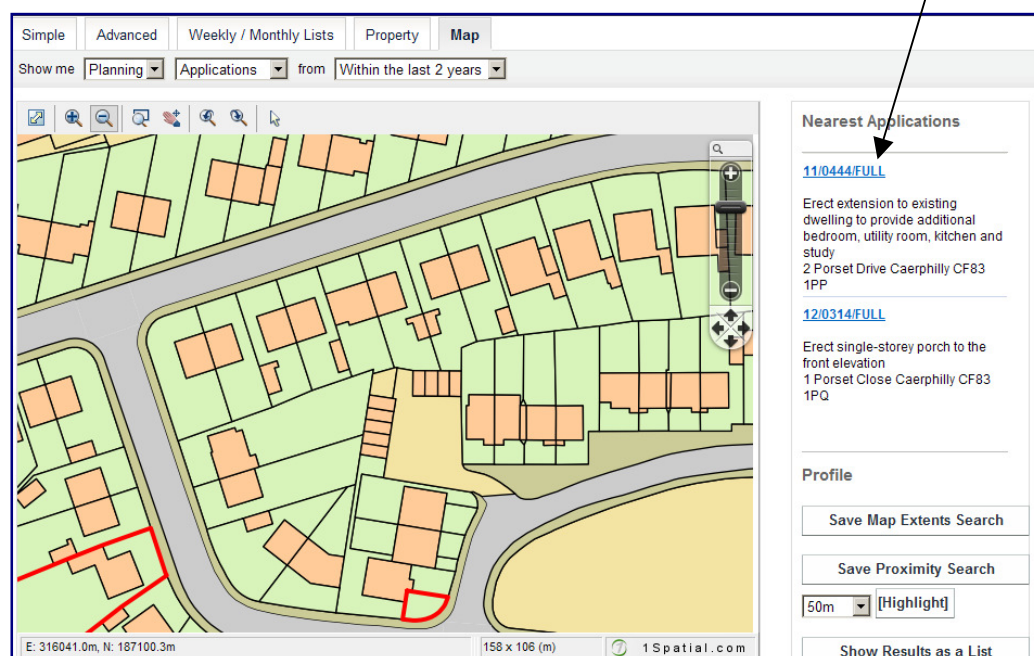 Simple Advanced Weekly / Monthly Lists Property Map
Show me Planning Applications from Within the last 2 years
Nearest Applications
11/0444/FULL
Erect extension to existing
dwelling to provide additional
bedroom, utility room, kitchen and
study
2 Porset Drive Caerphilly CF83
1PP
12/0314/FULL
Erect single-storey porch to the
front elevation
1 Porset Close Caerphilly CF83
1PQ
Profile
Save Map Extents Search
Save Proximity Search
50m [Highlight]
Show Results as a List
E: 316041.0m, N: 187100.3m 158 x 106 (m) 1Spatial.com